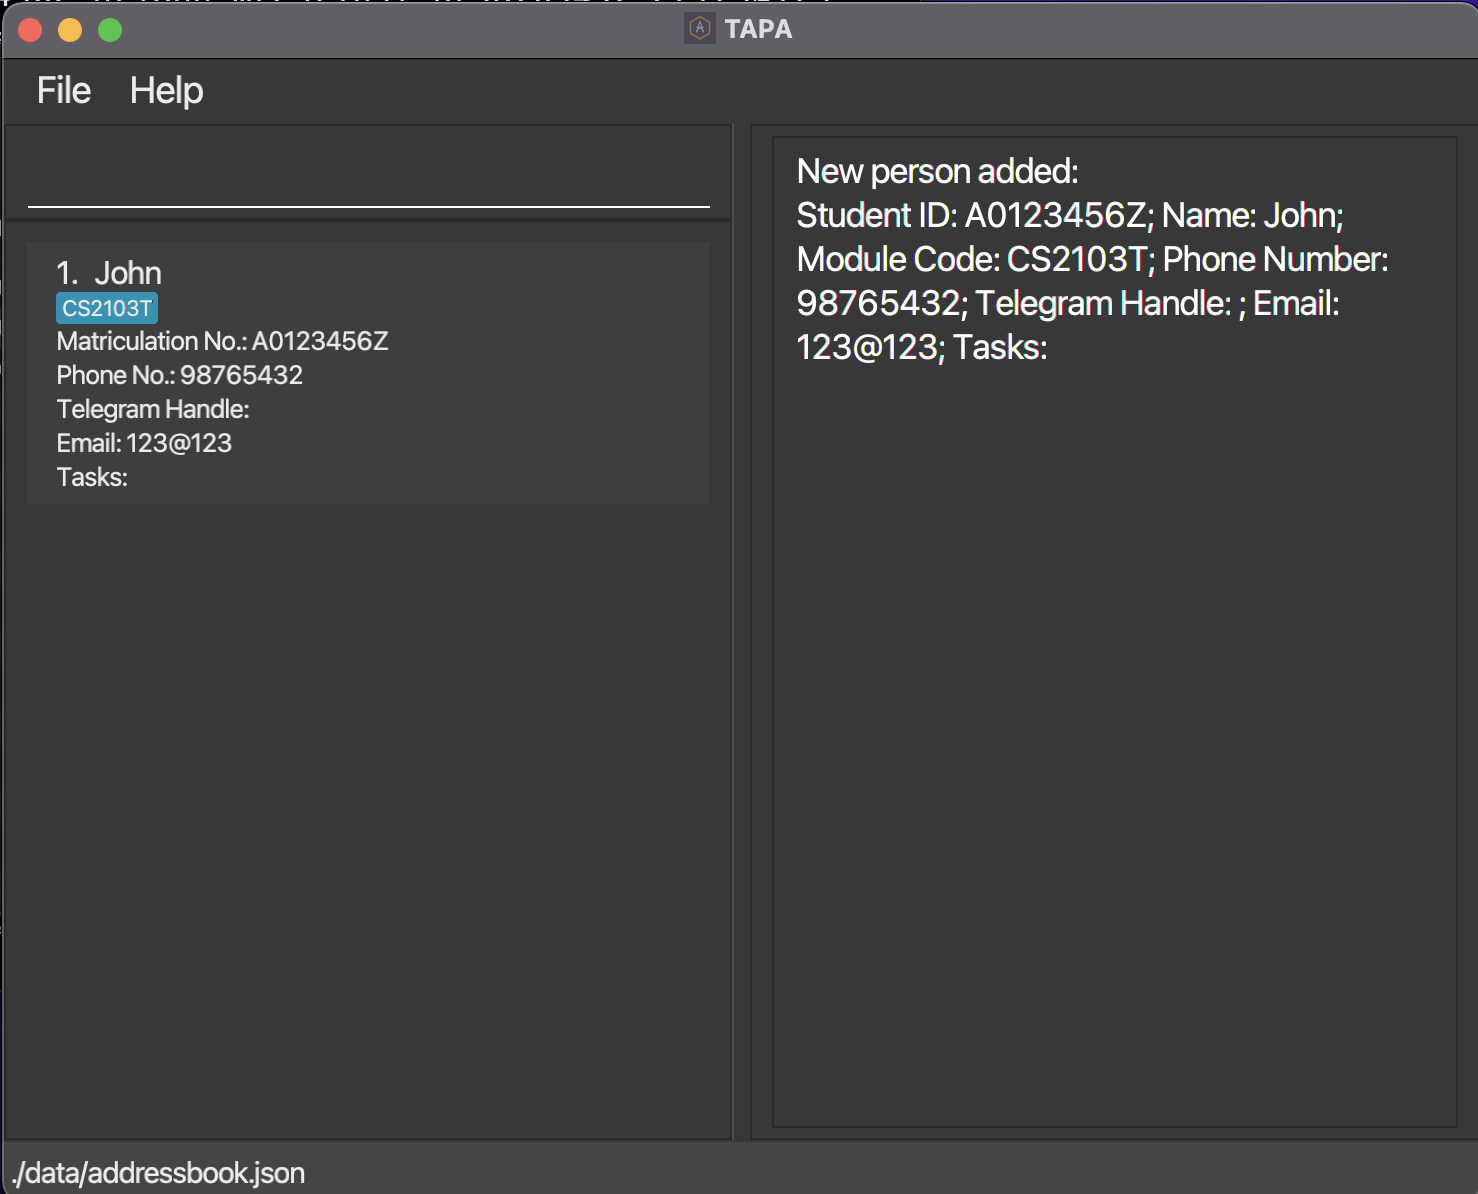 TAPA
File Help
1. John
CS2103T
Matriculation No.: A0123456Z
Phone No.: 98765432
Telegram Handle:
Email: 123@123
Tasks:
New person added:
Student ID: A0123456Z; Name: John;
Module Code: CS2103T; Phone Number:
98765432; Telegram Handle: ; Email:
123@123; Tasks:
./data/addressbook.json